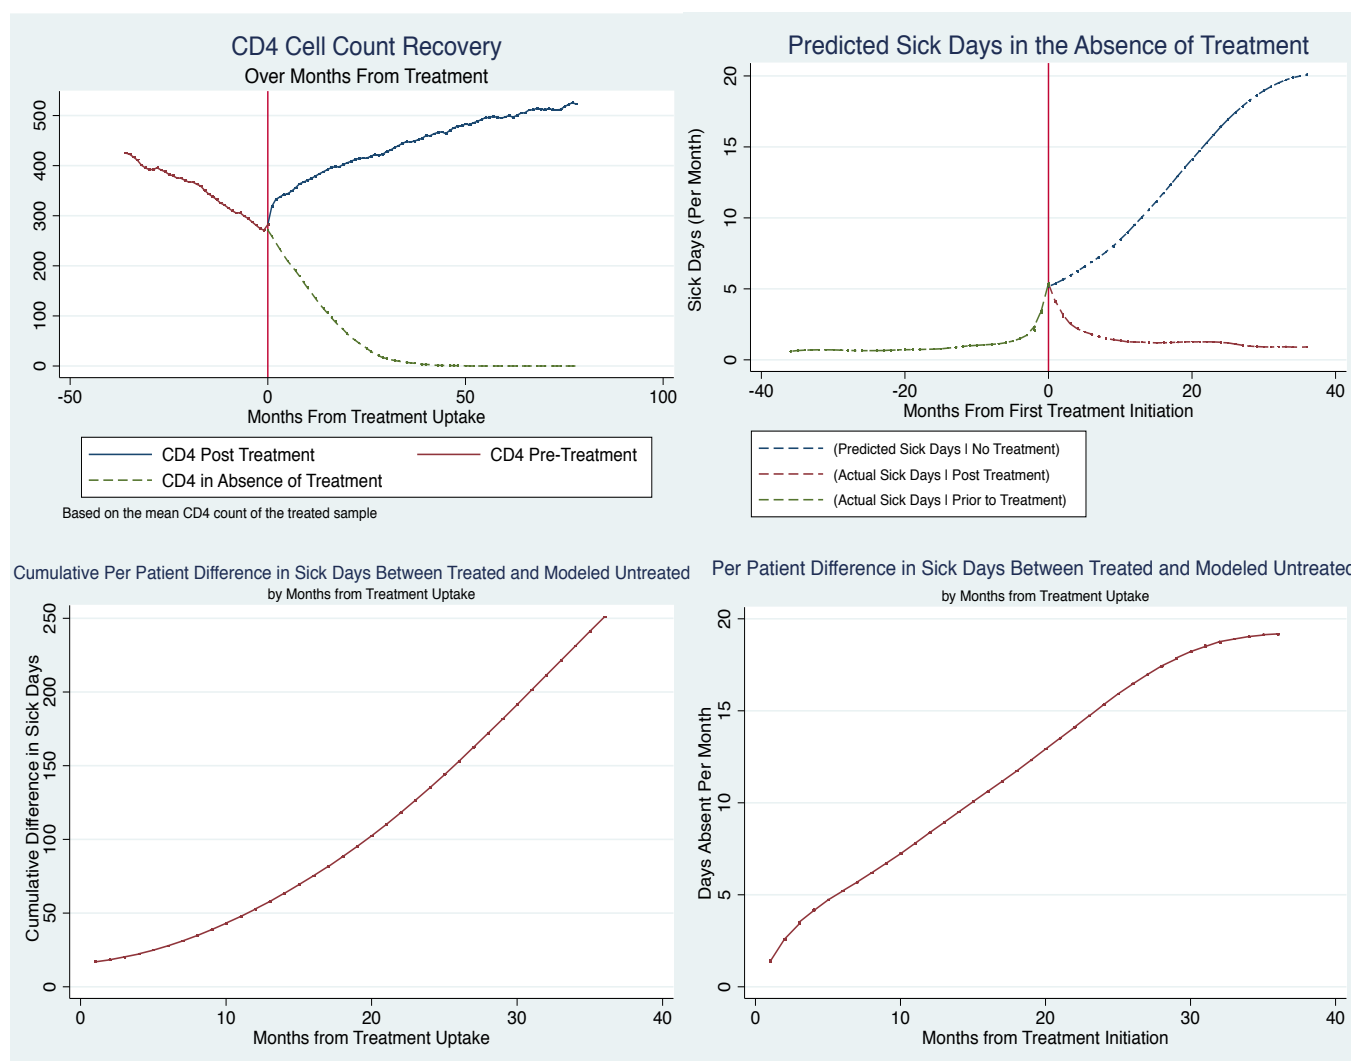 CD4 Cell Count Recovery
Over Months From Treatment
500
400
300
200
100
0
-50
0
50
100
Months From Treatment Uptake
CD4 Post Treatment
CD4 Pre-Treatment
CD4 in Absence of Treatment
Based on the mean CD4 count of the treated sample
Predicted Sick Days in the Absence of Treatment
Sick Days (Per Month)
20
15
10
5
0
-40
-20
0
20
40
Months From First Treatment Initiation
(Predicted Sick Days | No Treatment)
(Actual Sick Days | Post Treatment)
(Actual Sick Days | Prior to Treatment)
Cumulative Per Patient Difference in Sick Days Between Treated and Modeled Untreated
by Months from Treatment Uptake
Cumulative Difference in Sick Days
250
200
150
100
50
0
0
10
20
30
40
Months from Treatment Uptake
Per Patient Difference in Sick Days Between Treated and Modeled Untreated
by Months from Treatment Uptake
Days Absent Per Month
20
15
10
5
0
0
10
20
30
40
Months from Treatment Initiation